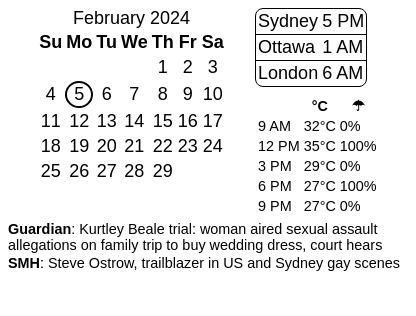 February 2024
Su Mo Tu We Th Fr Sa
1 2 3
4 5 6 7 8 9 10
11 12 13 14 15 16 17
18 19 20 21 22 23 24
25 26 27 28 29
Sydney 5 PM
Ottawa 1 AM
London 6 AM
°C ☂
9 AM 32°C 0%
12 PM 35°C 100%
3 PM 29°C 0%
6 PM 27°C 100%
9 PM 27°C 0%
Guardian: Kurtley Beale trial: woman aired sexual assault
allegations on family trip to buy wedding dress, court hears
SMH: Steve Ostrow, trailblazer in US and Sydney gay scenes